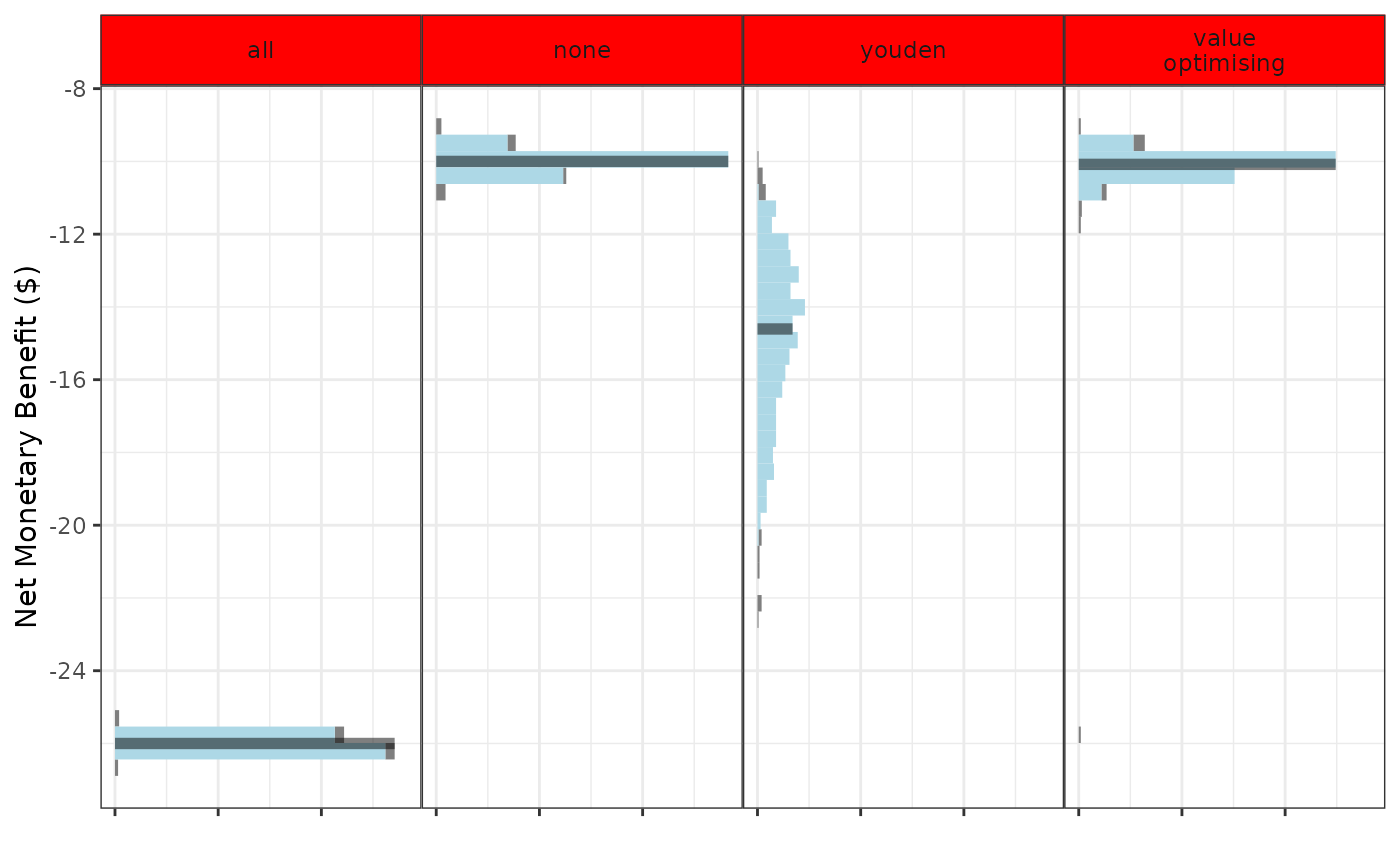 all
none
youden
value
optimising
-8
-12
-16
-20
-24
Net Monetary Benefit ($)